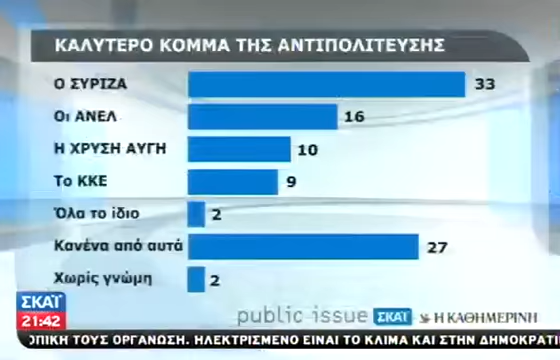 ΚΑΛΥΤΕΡΟ ΚΟΜΜΑ ΤΗΣ ΑΝΤΙΠΟΛΙΤΕΥΣΗΣ
Ο ΣΥΡΙΖΑ 33
Οι ΑΝΕΛ 16
Η ΧΡΥΣΗ ΑΥΓΗ 10
Το ΚΚΕ 9
Όλα το ίδιο 2
Κανένα από αυτά 27
Χωρίς γνώμη 2
public issue ΣΚΑΪ Η ΚΑΘΗΜΕΡΙΝΗ
ΣΚΑΪ
21:42
ΟΠΙΚΗ ΤΟΥΣ ΟΡΓΑΝΩΣΗ. ΗΛΕΚΤΡΙΣΜΕΝΟ ΕΙΝΑΙ ΤΟ ΚΛΙΜΑ ΚΑΙ ΣΤΗΝ ΔΗΜΟΚΡΑΤ